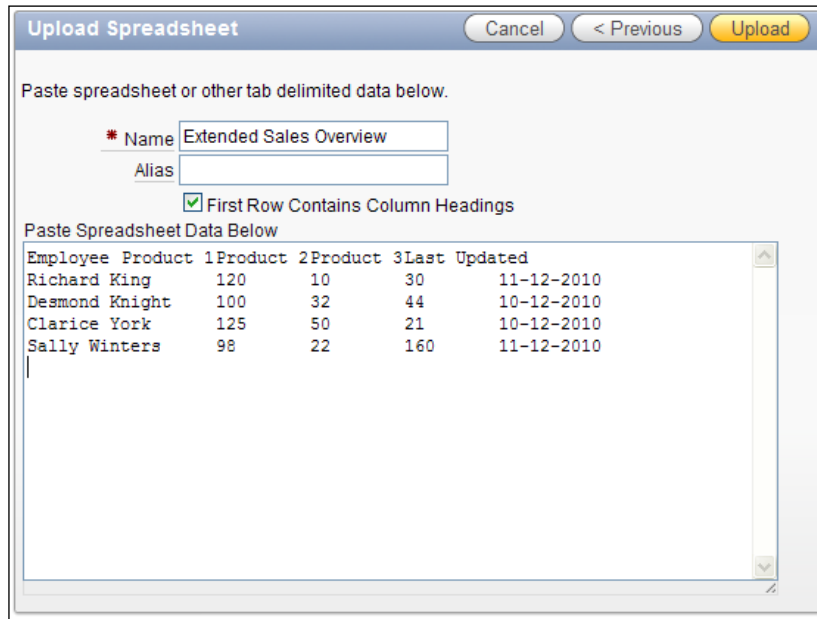 Upload Spreadsheet Cancel < Previous Upload
Paste spreadsheet or other tab delimited data below.
* Name Extended Sales Overview
Alias
First Row Contains Column Headings
Paste Spreadsheet Data Below
Employee Product 1Product 2Product 3Last Updated
Richard King 120 10 30 11-12-2010
Desmond Knight 100 32 44 10-12-2010
Clarice York 125 50 21 10-12-2010
Sally Winters 98 22 160 11-12-2010